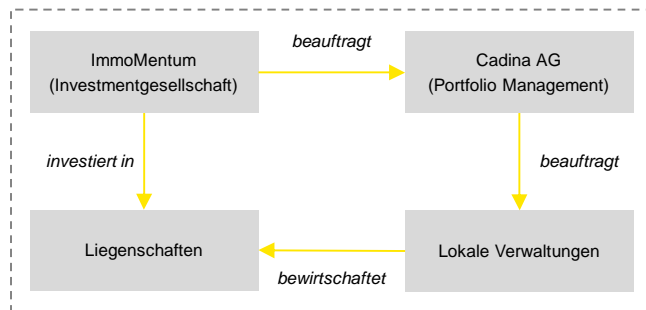 ImmoMentum
(Investmentgesellschaft)
beauftragt
Cadina AG
(Portfolio Management)
investiert in
beauftragt
Liegenschaften
bewirtschaftet
Lokale Verwaltungen